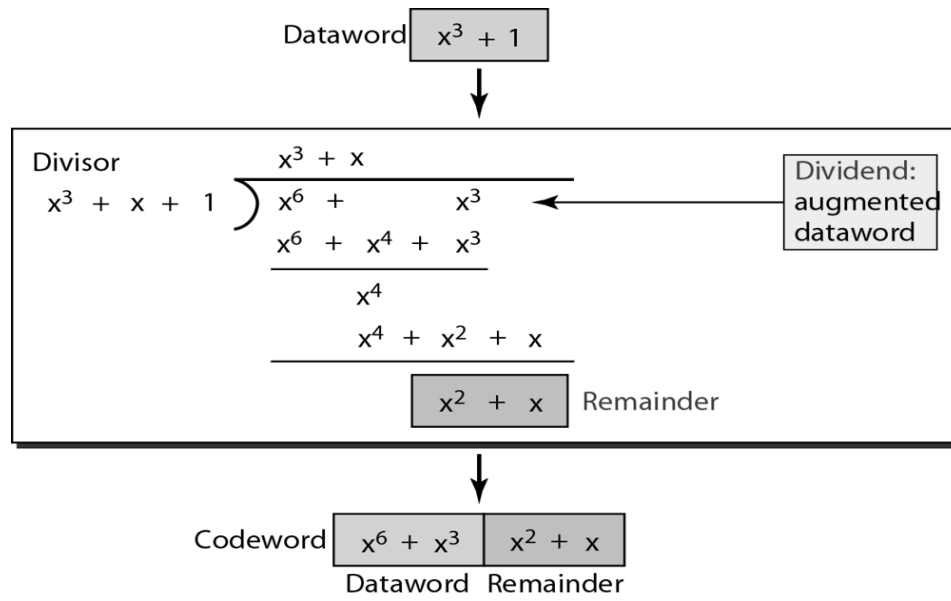 Dataword x³ + 1
Divisor
x³ + x
x³ + x + 1
x⁶ + x³
Dividend:
augmented
dataword
x⁶ + x⁴ + x³
x⁴
x⁴ + x² + x
x² + x Remainder
Codeword x⁶ + x³ x² + x
Dataword Remainder